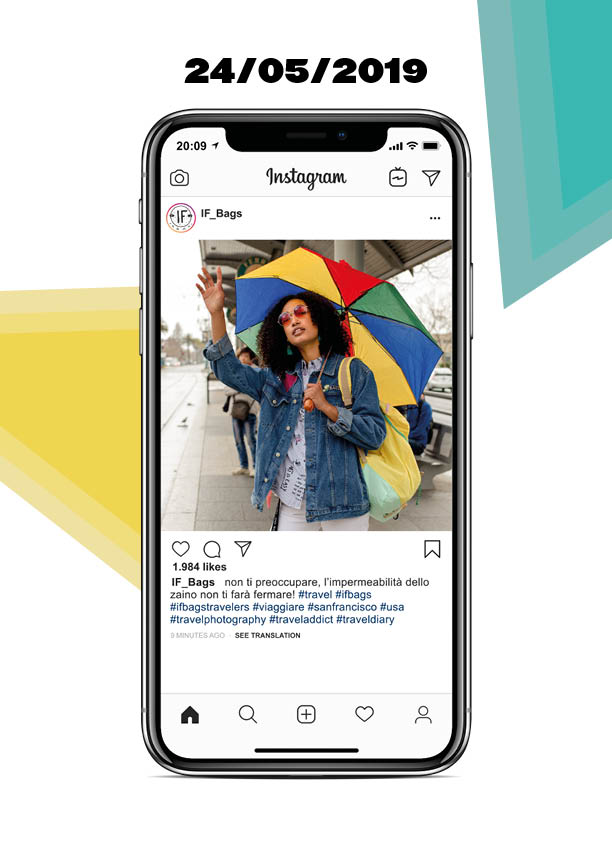 24/05/2019
20:09
Instagram
IF
IF_Bags
1.984 likes
IF_Bags non ti preoccupare, l'impermeabilità dello
zaino non ti farà fermare! #travel #ifbags
#ifbagstravelers #viaggiare #sanfrancisco #usa
#travelphotography #traveladdict #traveldiary
9 MINUTES AGO · SEE TRANSLATION